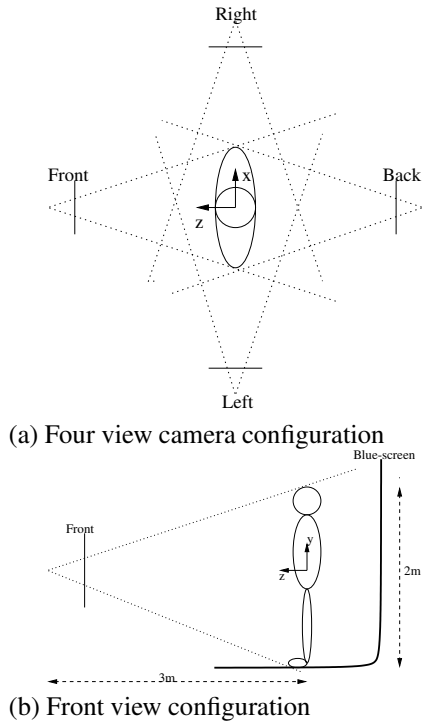 Right
Front
Back
x
z
Left
(a) Four view camera configuration
Blue-screen
Front
y
z
2m
3m
(b) Front view configuration